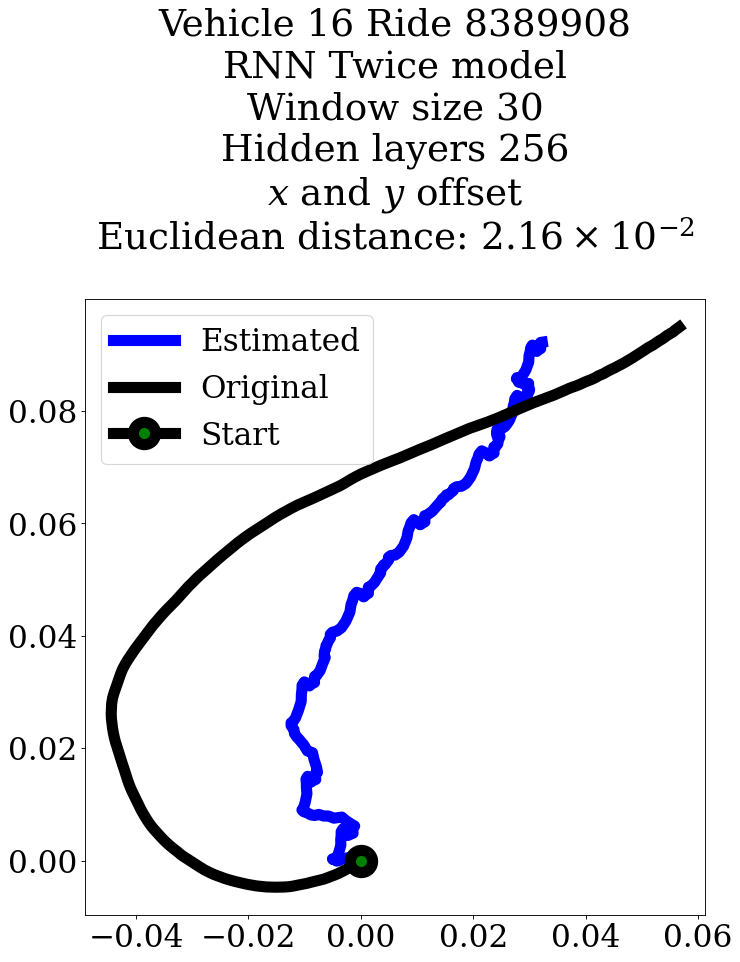 Vehicle 16 Ride 8389908
RNN Twice model
Window size 30
Hidden layers 256
x and y offset
Euclidean distance: 2.16 × 10⁻²
Estimated
Original
Start
0.08
0.06
0.04
0.02
0.00
−0.04 −0.02 0.00 0.02 0.04 0.06